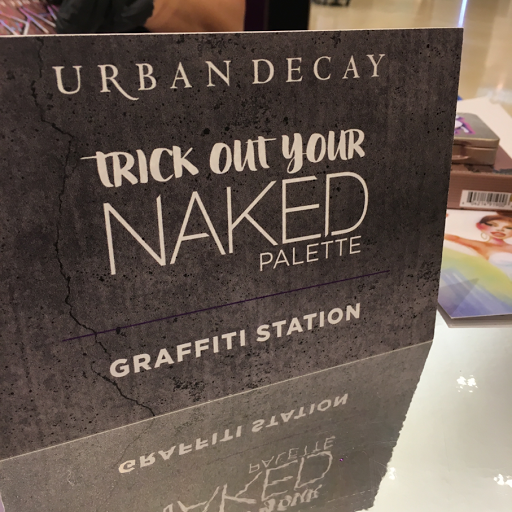 URBAN DECAY
TRICK OUT YOUR
NAKED
PALETTE
GRAFFITI STATION